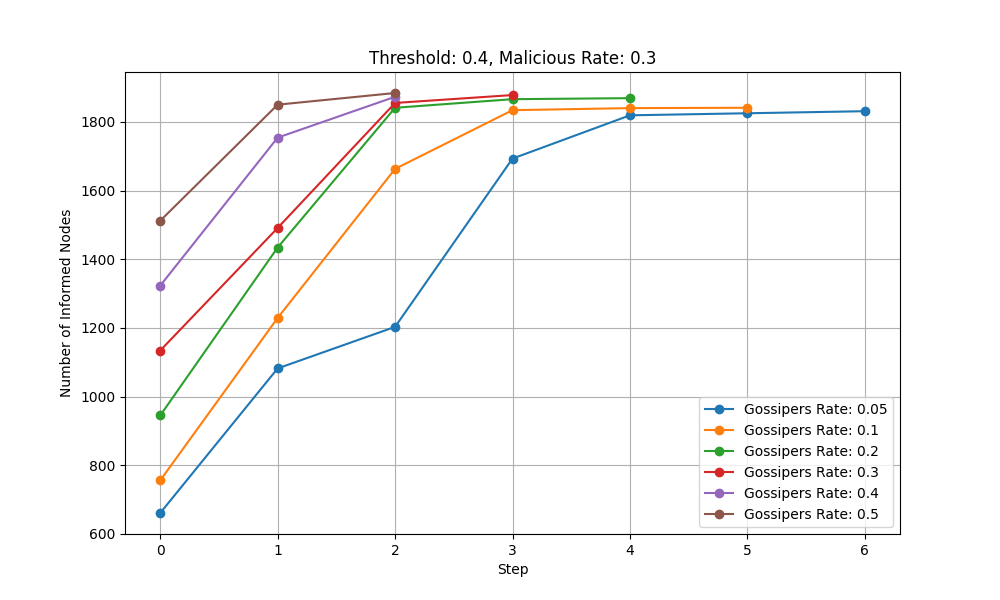 Threshold: 0.4, Malicious Rate: 0.3
Number of Informed Nodes
1800
1600
1400
1200
1000
800
600
0 1 2 3 4 5 6
Step
Gossipers Rate: 0.05
Gossipers Rate: 0.1
Gossipers Rate: 0.2
Gossipers Rate: 0.3
Gossipers Rate: 0.4
Gossipers Rate: 0.5